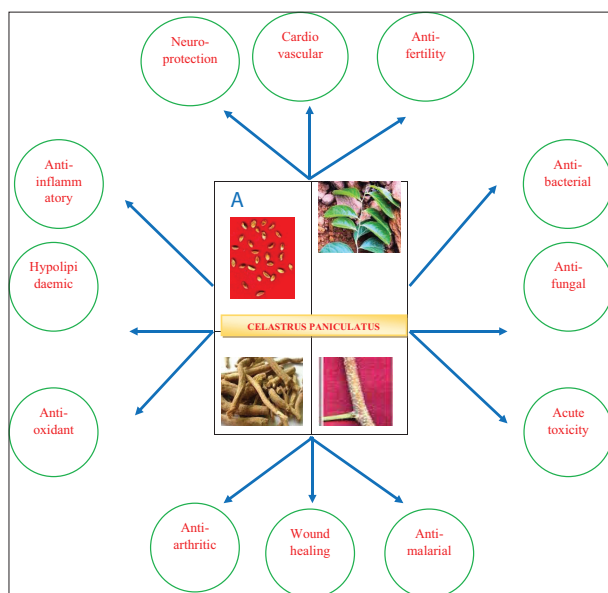 Neuro-
protection
Cardio
vascular
Anti-
fertility
Anti-
inflamm
atory
A
Anti-
bacterial
Hypolipi
daemic
Anti-
fungal
CELASTRUS PANICULATUS
Anti-
oxidant
Acute
toxicity
Anti-
arthritic
Wound
healing
Anti-
malarial